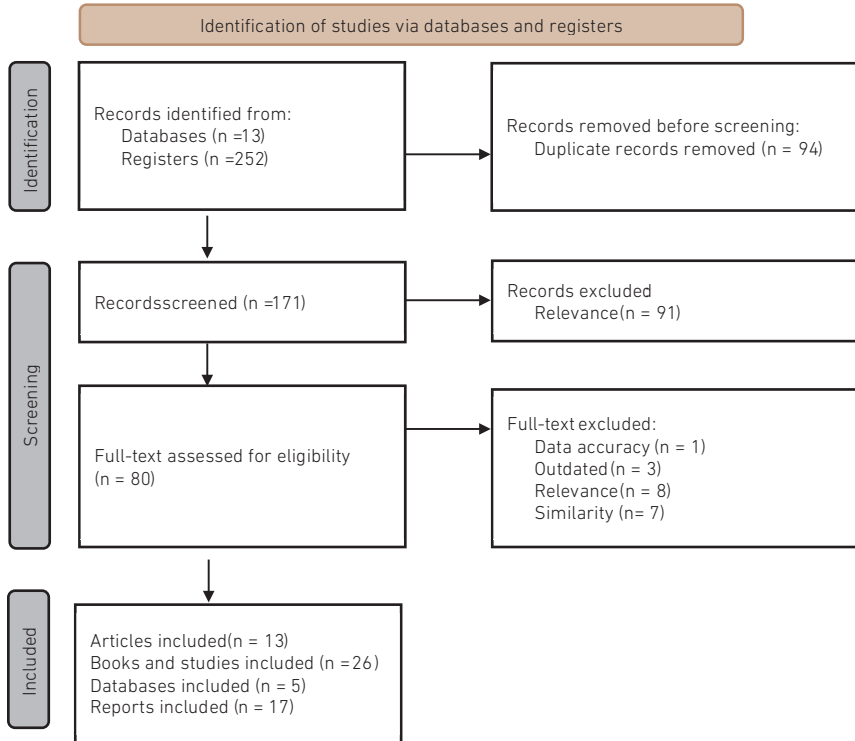 Identification of studies via databases and registers
Identification
Records identified from:
Databases (n =13)
Registers (n =252)
Records removed before screening:
Duplicate records removed (n = 94)
Screening
Recordsscreened (n =171)
Records excluded
Relevance(n = 91)
Full-text assessed for eligibility
(n = 80)
Full-text excluded:
Data accuracy (n = 1)
Outdated(n = 3)
Relevance(n = 8)
Similarity (n= 7)
Included
Articles included(n = 13)
Books and studies included (n =26)
Databases included (n = 5)
Reports included (n = 17)